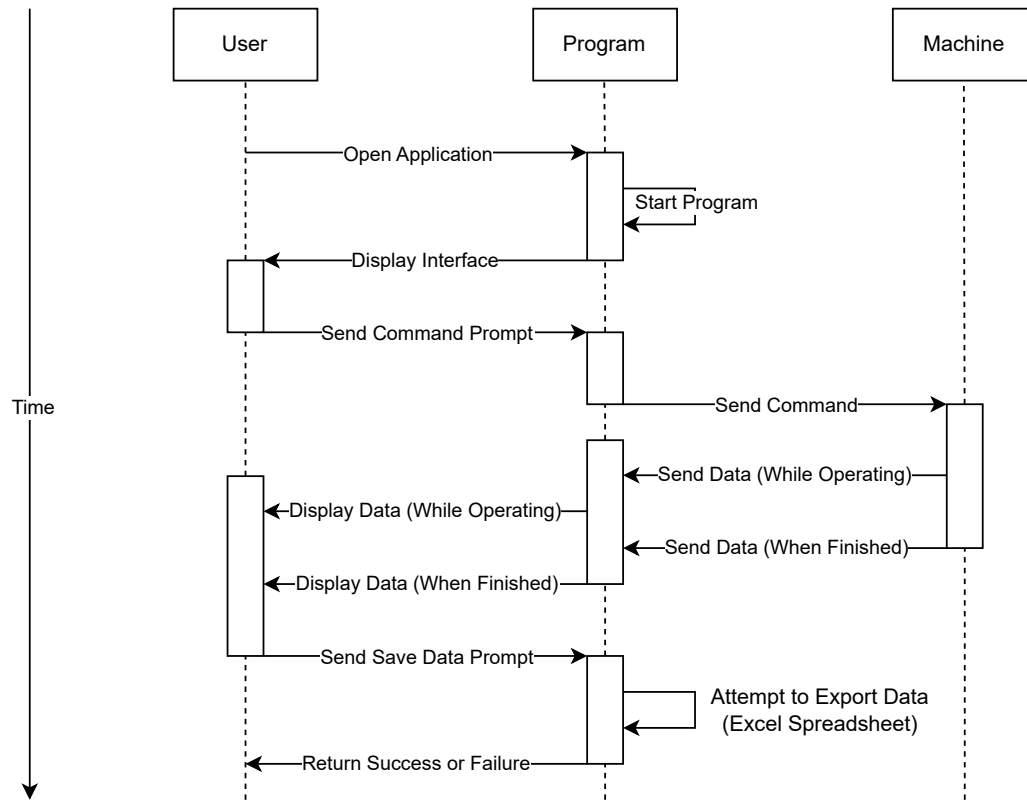 User
Program
Machine
Open Application
Start Program
Display Interface
Send Command Prompt
Time
Send Command
Send Data (While Operating)
Display Data (While Operating)
Send Data (When Finished)
Display Data (When Finished)
Send Save Data Prompt
Attempt to Export Data
(Excel Spreadsheet)
Return Success or Failure